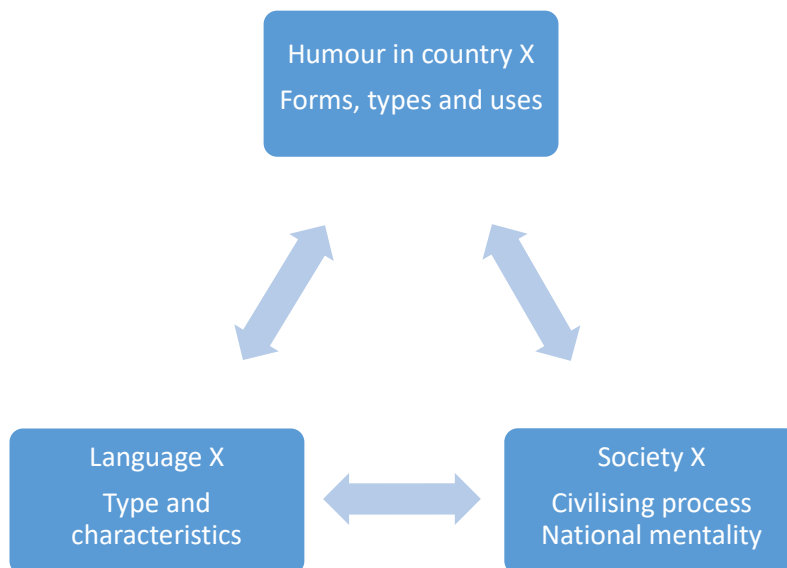 Humour in country X
Forms, types and uses
Language X
Type and
characteristics
Society X
Civilising process
National mentality